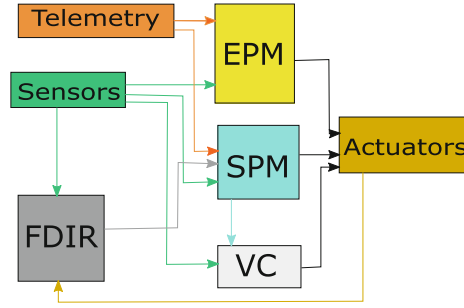 Telemetry
EPM
Sensors
SPM
Actuators
FDIR
VC